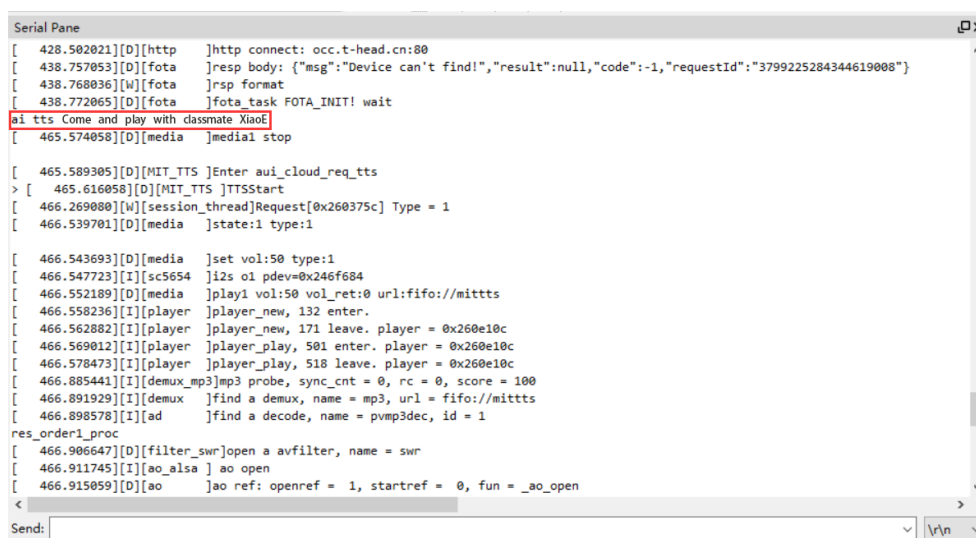 Serial Pane
[    428.502021][D][http     ]http connect: occ.t-head.cn:80
[    438.757053][D][fota     ]resp body: {"msg":"Device can't find!","result":null,"code":-1,"requestId":"3799225284344619008"}
[    438.768036][W][fota     ]rsp format
[    438.772065][D][fota     ]fota_task FOTA_INIT! wait
ai tts Come and play with classmate XiaoE
[    465.574058][D][media    ]media1 stop
[    465.589305][D][MIT_TTS ]Enter aui_cloud_req_tts
> [    465.616058][D][MIT_TTS ]TTSStart
[    466.269080][W][session_thread]Request[0x260375c] Type = 1
[    466.539701][D][media    ]state:1 type:1
[    466.543693][D][media    ]set vol:50 type:1
[    466.547723][I][sc5654   ]i2s o1 pdev=0x246f684
[    466.552189][D][media    ]play1 vol:50 vol_ret:0 url:fifo://mittts
[    466.558236][I][player   ]player_new, 132 enter.
[    466.562882][I][player   ]player_new, 171 leave. player = 0x260e10c
[    466.569012][I][player   ]player_play, 501 enter. player = 0x260e10c
[    466.578473][I][player   ]player_play, 518 leave. player = 0x260e10c
[    466.885441][I][demux_mp3]mp3 probe, sync_cnt = 0, rc = 0, score = 100
[    466.891929][I][demux    ]find a demux, name = mp3, url = fifo://mittts
[    466.898578][I][ad       ]find a decode, name = pvmp3dec, id = 1
res_order1_proc
[    466.906647][D][filter_swr]open a avfilter, name = swr
[    466.911745][I][ao_alsa ] ao open
[    466.915059][D][ao       ]ao ref: openref =  1, startref =  0, fun = _ao_open
Send:
\r\n